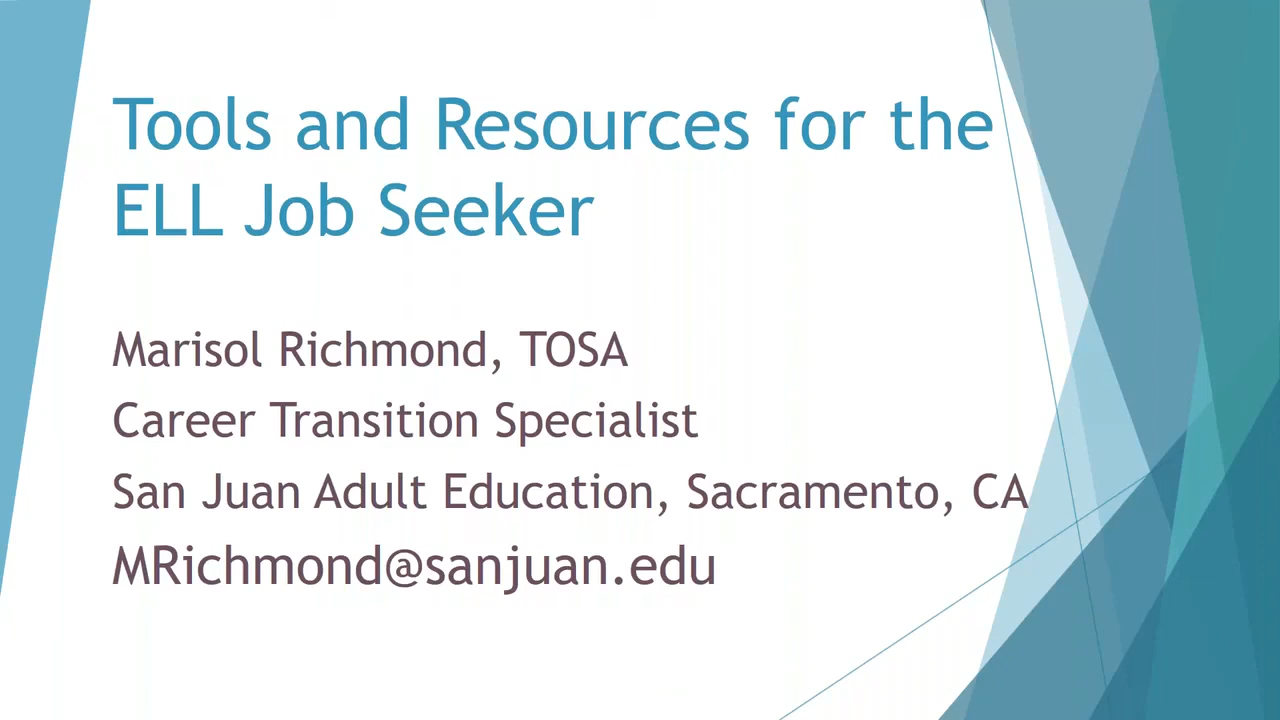 Tools and Resources for the
ELL Job Seeker
Marisol Richmond, TOSA
Career Transition Specialist
San Juan Adult Education, Sacramento, CA
MRichmond@sanjuan.edu